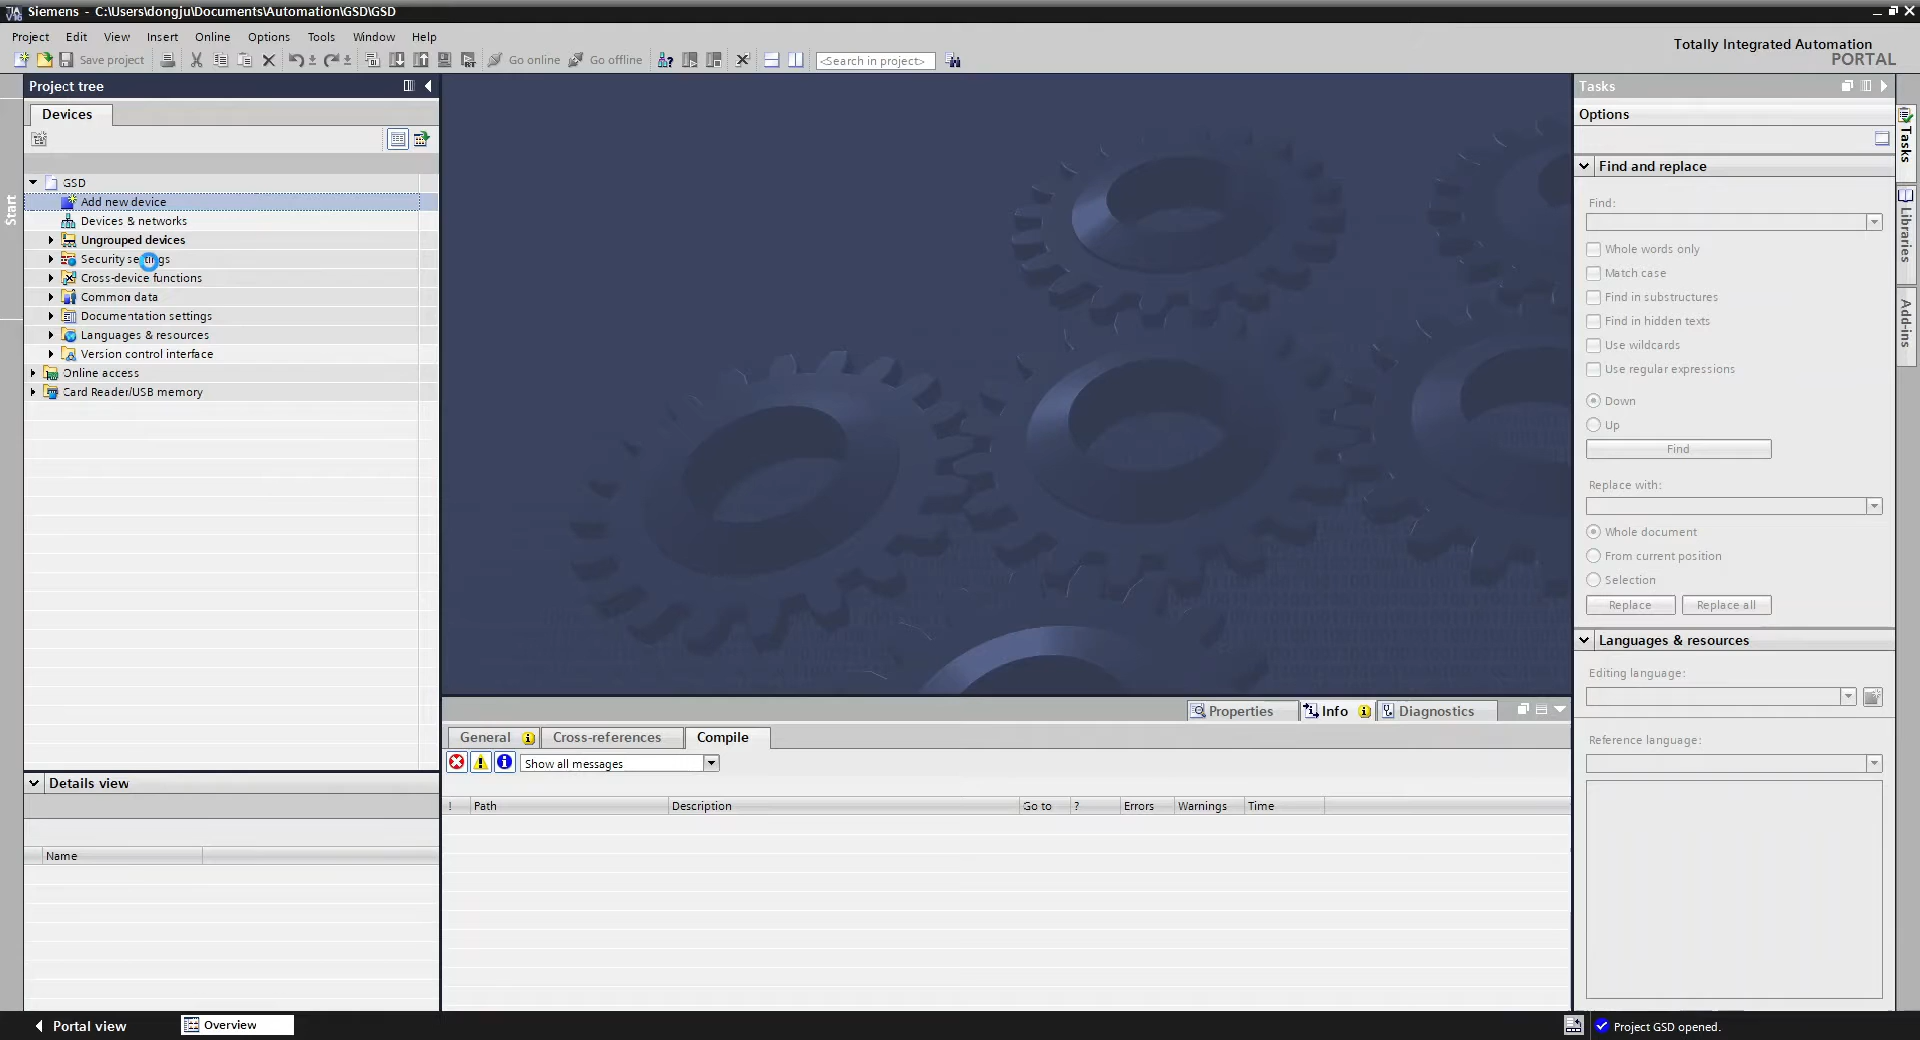 Siemens - C:\Users\dongju\Documents\Automation\GSD\GSD
Project Edit View Insert Online Options Tools Window Help
Totally Integrated Automation
PORTAL
Save project Go online Go offline <Search in project>
Project tree
Devices
Start
GSD
Add new device
Devices & networks
Ungrouped devices
Security settings
Cross-device functions
Common data
Documentation settings
Languages & resources
Version control interface
Online access
Card Reader/USB memory
Details view
Name
Properties Info Diagnostics
General Cross-references Compile
Show all messages
! Path Description Go to ? Errors Warnings Time
Tasks
Options
Find and replace
Find:
Whole words only
Match case
Find in substructures
Find in hidden texts
Use wildcards
Use regular expressions
Down
Up
Find
Replace with:
Whole document
From current position
Selection
Replace Replace all
Languages & resources
Editing language:
Reference language:
Tasks
Libraries
Add-ins
Portal view Overview
Project GSD opened.